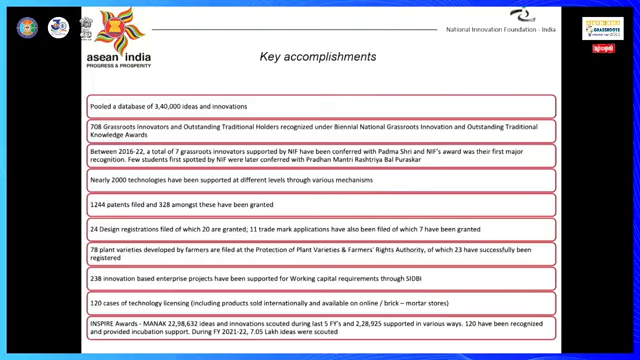 asean india
PROGRESS & PROSPERITY
National Innovation Foundation - India
GRASSROOTS
Key accomplishments
Pooled a database of 3,40,000 ideas and innovations
708 Grassroots Innovators and Outstanding Traditional Holders recognized under Biennial National Grassroots Innovation and Outstanding Traditional
Knowledge Awards
Between 2016-22, a total of 7 grassroots innovators supported by NIF have been conferred with Padma Shri and NIF's award was their first major
recognition. Few students first spotted by NIF were later conferred with Pradhan Mantri Rashtriya Bal Puraskar
Nearly 2000 technologies have been supported at different levels through various mechanisms
1244 patents filed and 328 amongst these have been granted
24 Design registrations filed of which 20 are granted; 11 trade mark applications have also been filed of which 7 have been granted
78 plant varieties developed by farmers are filed at the Protection of Plant Varieties & Farmers' Rights Authority, of which 23 have successfully been
registered
238 innovation based enterprise projects have been supported for Working capital requirements through SIDBI
120 cases of technology licensing (including products sold internationally and available on online / brick – mortar stores)
INSPIRE Awards - MANAK 22,98,632 ideas and innovations scouted during last 5 FY's and 2,28,925 supported in various ways. 120 have been recognized
and provided incubation support. During FY 2021-22, 7.05 Lakh ideas were scouted